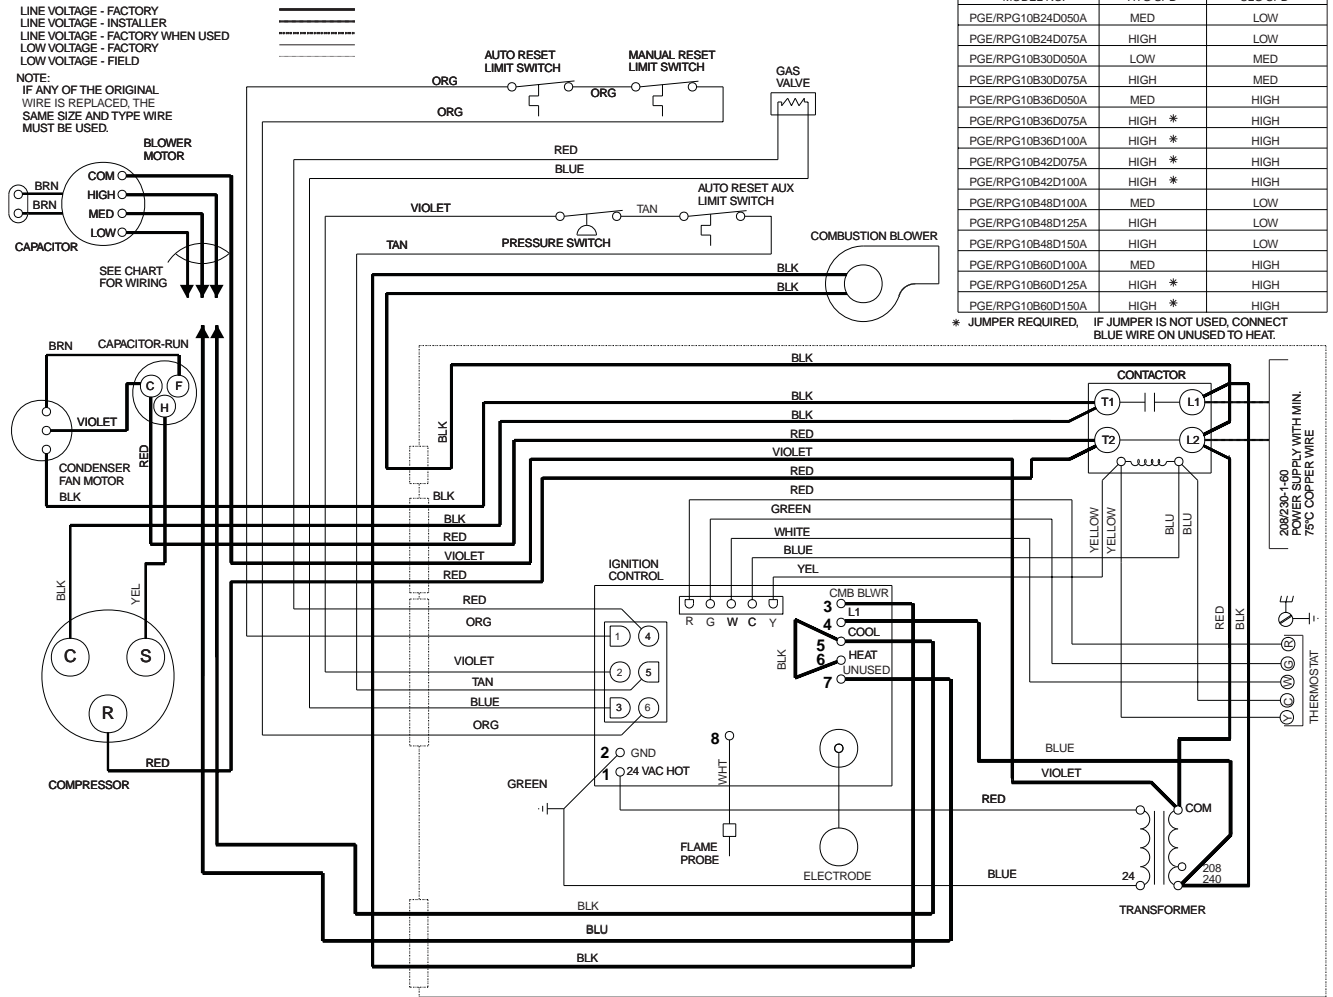 LINE VOLTAGE - FACTORY
LINE VOLTAGE - INSTALLER
LINE VOLTAGE - FACTORY WHEN USED
LOW VOLTAGE - FACTORY
LOW VOLTAGE - FIELD
NOTE:
IF ANY OF THE ORIGINAL
WIRE IS REPLACED, THE
SAME SIZE AND TYPE WIRE
MUST BE USED.
PGE/RPG10B24D050A MED LOW
PGE/RPG10B24D075A HIGH LOW
PGE/RPG10B30D050A LOW MED
PGE/RPG10B30D075A HIGH MED
PGE/RPG10B36D050A MED HIGH
PGE/RPG10B36D075A HIGH * HIGH
PGE/RPG10B36D100A HIGH * HIGH
PGE/RPG10B42D075A HIGH * HIGH
PGE/RPG10B42D100A HIGH * HIGH
PGE/RPG10B48D100A MED LOW
PGE/RPG10B48D125A HIGH LOW
PGE/RPG10B48D150A HIGH LOW
PGE/RPG10B60D100A MED HIGH
PGE/RPG10B60D125A HIGH * HIGH
PGE/RPG10B60D150A HIGH * HIGH
* JUMPER REQUIRED, IF JUMPER IS NOT USED, CONNECT
BLUE WIRE ON UNUSED TO HEAT.
AUTO RESET
LIMIT SWITCH
MANUAL RESET
LIMIT SWITCH
GAS
VALVE
ORG
ORG
ORG
RED
BLUE
AUTO RESET AUX
LIMIT SWITCH
VIOLET
TAN
PRESSURE SWITCH
TAN
COMBUSTION BLOWER
BLK
BLK
BLOWER
MOTOR
COM
HIGH
MED
LOW
BRN
BRN
CAPACITOR
SEE CHART
FOR WIRING
BRN
CAPACITOR-RUN
C
F
H
VIOLET
RED
CONDENSER
FAN MOTOR
BLK
BLK
BLK
BLK
BLK
RED
VIOLET
RED
RED
GREEN
WHITE
BLUE
YEL
CONTACTOR
T1
L1
T2
L2
YELLOW
YELLOW
BLU
BLU
208/230-1-60
POWER SUPPLY WITH MIN.
75°C COPPER WIRE
BLK
BLK
RED
VIOLET
RED
RED
ORG
VIOLET
TAN
BLUE
ORG
BLK
YEL
C
S
R
RED
COMPRESSOR
IGNITION
CONTROL
R G W C Y
CMB BLWR
3
L1
4
COOL
5
HEAT
6
UNUSED
7
BLK
1 4
2 5
3 6
2 GND
1 24 VAC HOT
8
WHT
FLAME
PROBE
ELECTRODE
GREEN
RED
BLK
R
G
W
C
Y
THERMOSTAT
BLUE
VIOLET
RED
COM
24
208
240
BLUE
TRANSFORMER
BLK
BLU
BLK